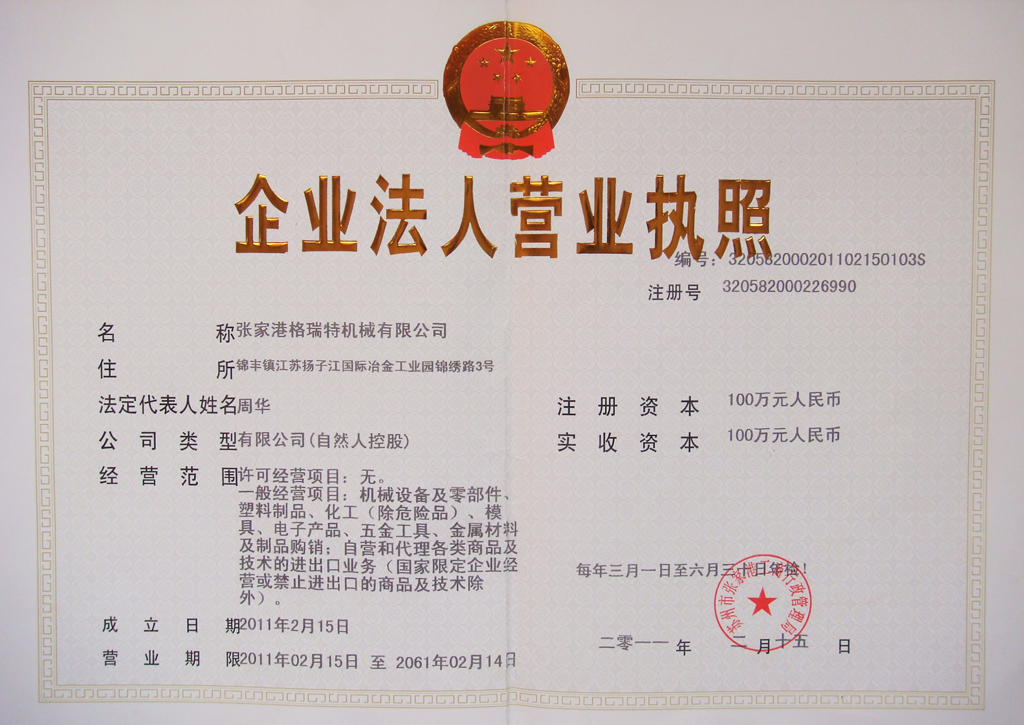 企业法人营业执照
编号：320582000201102150103S
注册号 320582000226990
名 称 张家港格瑞特机械有限公司
住 所 锦丰镇江苏扬子江国际冶金工业园锦绣路3号
法定代表人姓名 周华
注 册 资 本 100万元人民币
公 司 类 型 有限公司(自然人控股)
实 收 资 本 100万元人民币
经 营 范 围 许可经营项目：无。
一般经营项目：机械设备及零部件、
塑料制品、化工（除危险品）、模
具、电子产品、五金工具、金属材料
及制品购销；自营和代理各类商品及
技术的进出口业务（国家限定企业经
营或禁止进出口的商品及技术除
外）。
每年三月一日至六月三十日年检！
苏州市张家港工商行政管理局
成 立 日 期 2011年2月15日
二零一一 年 二 月 十五 日
营 业 期 限 2011年02月15日 至 2061年02月14日